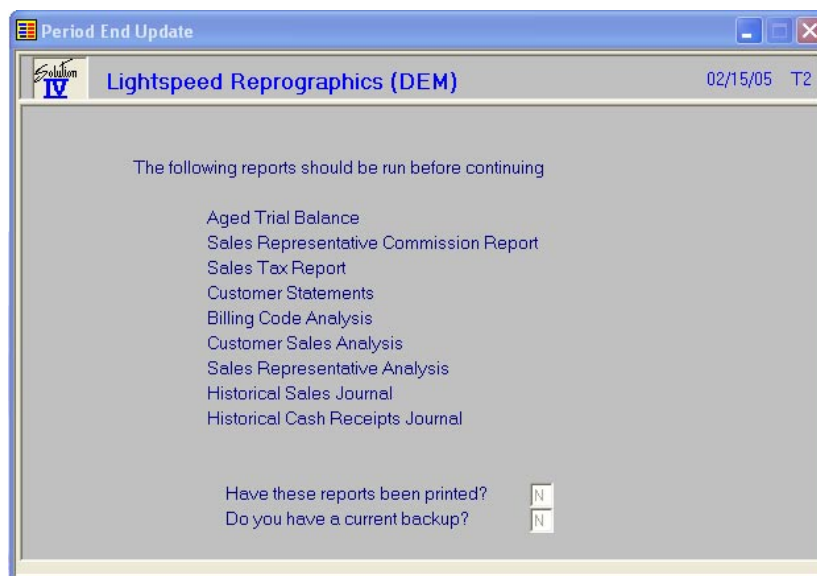 Period End Update
Solution IV
Lightspeed Reprographics (DEM)
02/15/05 T2
The following reports should be run before continuing
Aged Trial Balance
Sales Representative Commission Report
Sales Tax Report
Customer Statements
Billing Code Analysis
Customer Sales Analysis
Sales Representative Analysis
Historical Sales Journal
Historical Cash Receipts Journal
Have these reports been printed? N
Do you have a current backup? N